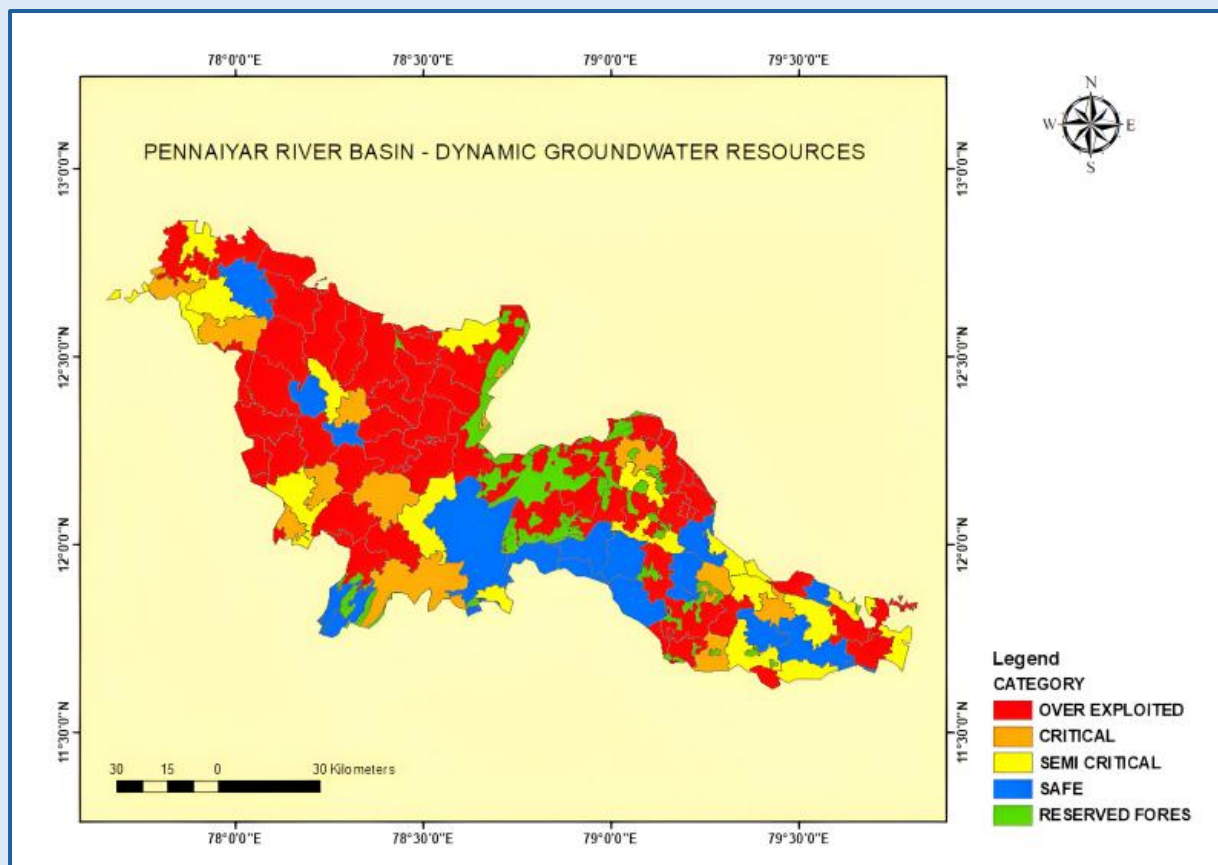 78°0'0"E 78°30'0"E 79°0'0"E 79°30'0"E
N
W E
S
PENNAIYAR RIVER BASIN - DYNAMIC GROUNDWATER RESOURCES
13°0'0"N 13°0'0"N
12°30'0"N 12°30'0"N
12°0'0"N 12°0'0"N
11°30'0"N 11°30'0"N
Legend
CATEGORY
OVER EXPLOITED
CRITICAL
SEMI CRITICAL
SAFE
RESERVED FORES
30 15 0 30 Kilometers
78°0'0"E 78°30'0"E 79°0'0"E 79°30'0"E